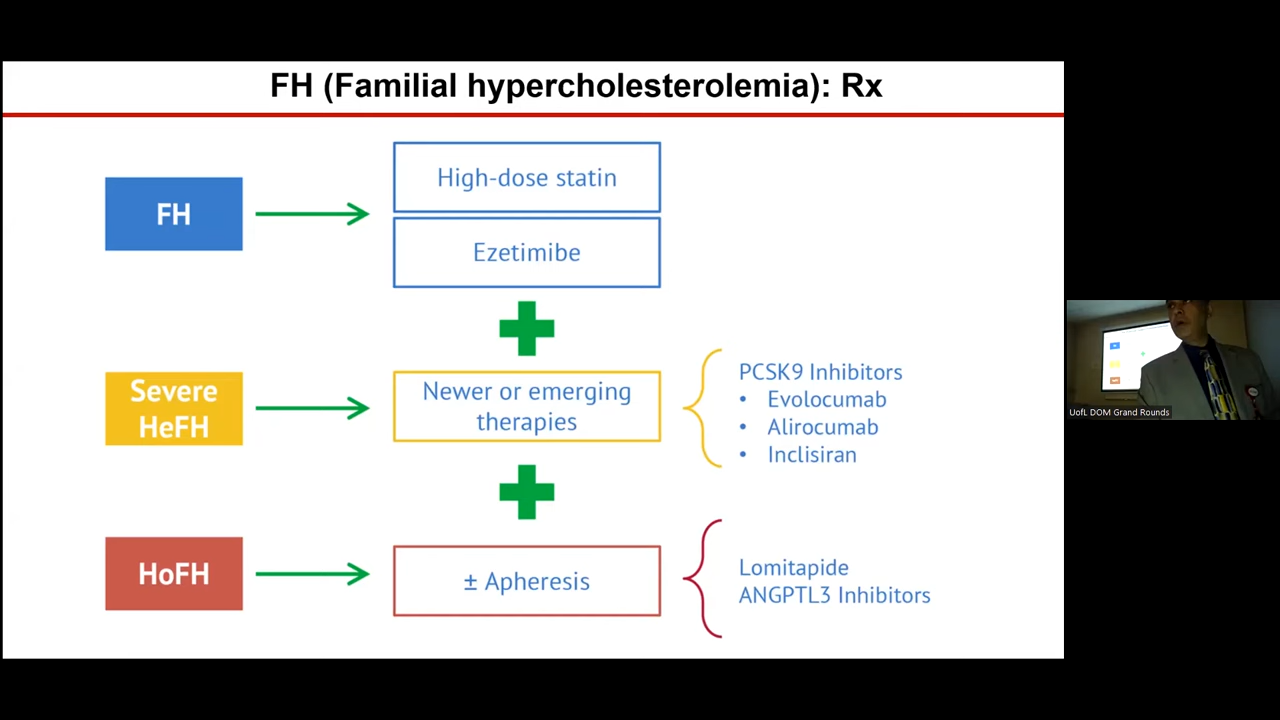 FH (Familial hypercholesterolemia): Rx
FH
High-dose statin
Ezetimibe
Severe
HeFH
Newer or emerging
therapies
PCSK9 Inhibitors
• Evolocumab
• Alirocumab
• Inclisiran
HoFH
± Apheresis
Lomitapide
ANGPTL3 Inhibitors
UofL DOM Grand Rounds